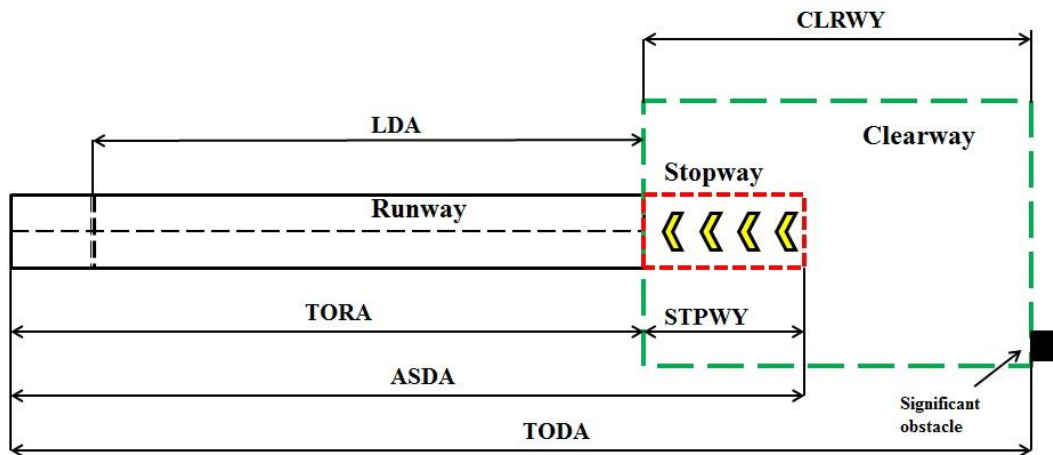 CLRWY
LDA
Clearway
Stopway
Runway
TORA
STPWY
ASDA
Significant
obstacle
TODA